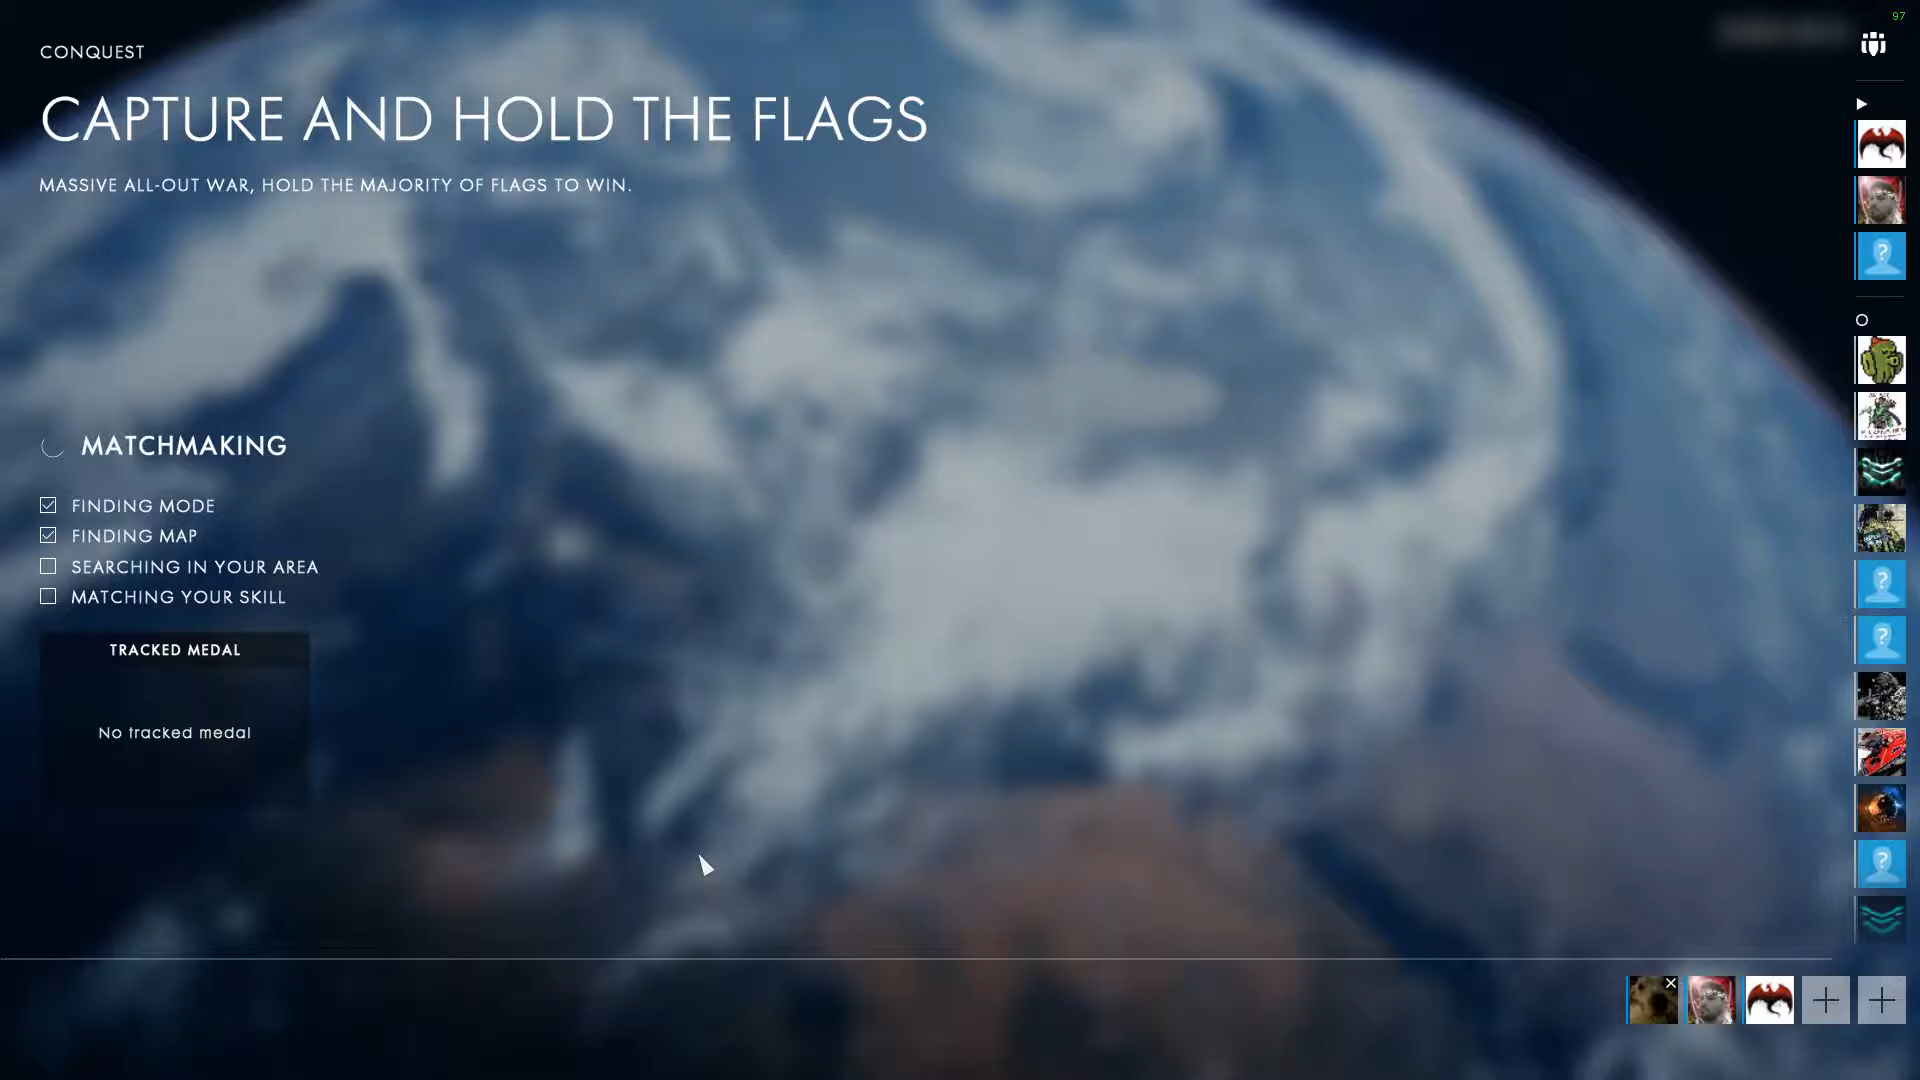 97
CONQUEST
CAPTURE AND HOLD THE FLAGS
MASSIVE ALL-OUT WAR, HOLD THE MAJORITY OF FLAGS TO WIN.
MATCHMAKING
FINDING MODE
FINDING MAP
SEARCHING IN YOUR AREA
MATCHING YOUR SKILL
TRACKED MEDAL
No tracked medal